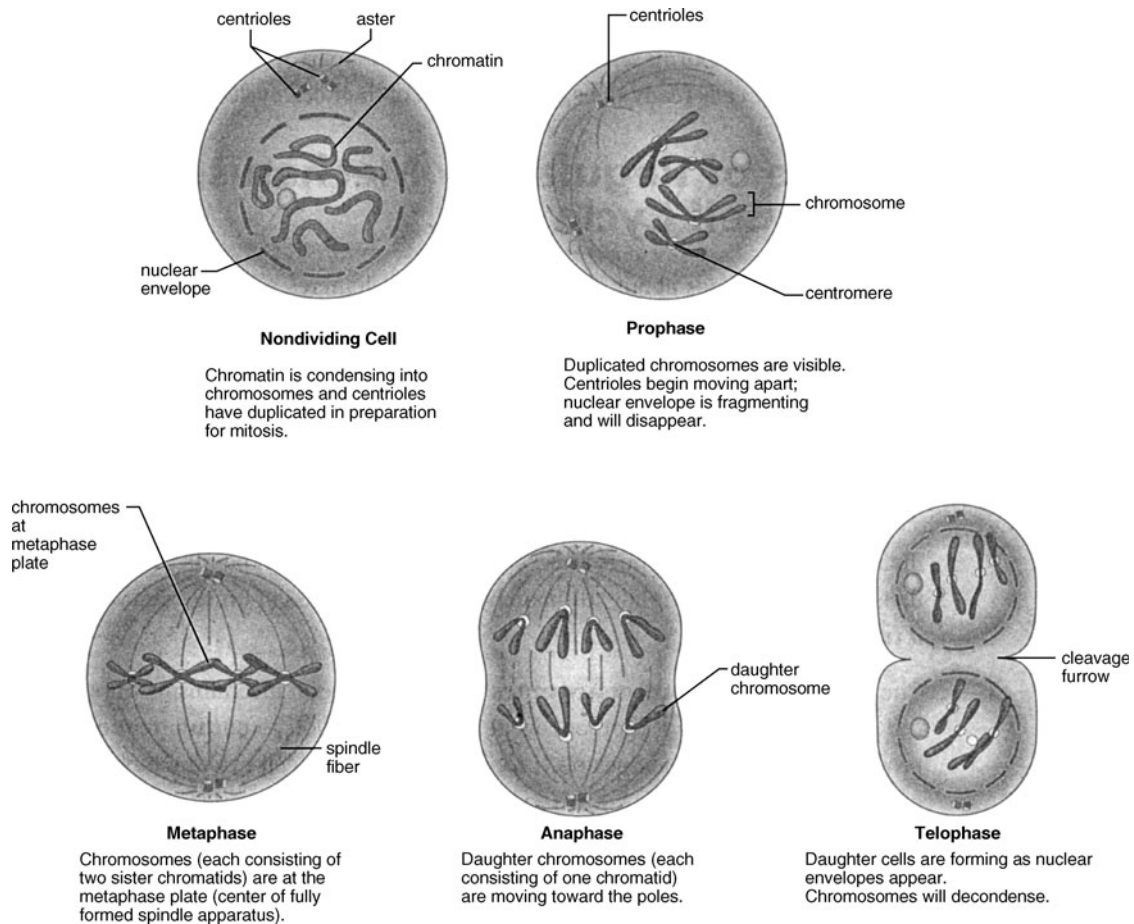 centrioles
aster
chromatin
nuclear
envelope
Nondividing Cell
Chromatin is condensing into
chromosomes and centrioles
have duplicated in preparation
for mitosis.
centrioles
chromosome
centromere
Prophase
Duplicated chromosomes are visible.
Centrioles begin moving apart;
nuclear envelope is fragmenting
and will disappear.
chromosomes
at
metaphase
plate
spindle
fiber
Metaphase
Chromosomes (each consisting of
two sister chromatids) are at the
metaphase plate (center of fully
formed spindle apparatus).
daughter
chromosome
Anaphase
Daughter chromosomes (each
consisting of one chromatid)
are moving toward the poles.
cleavage
furrow
Telophase
Daughter cells are forming as nuclear
envelopes appear.
Chromosomes will decondense.